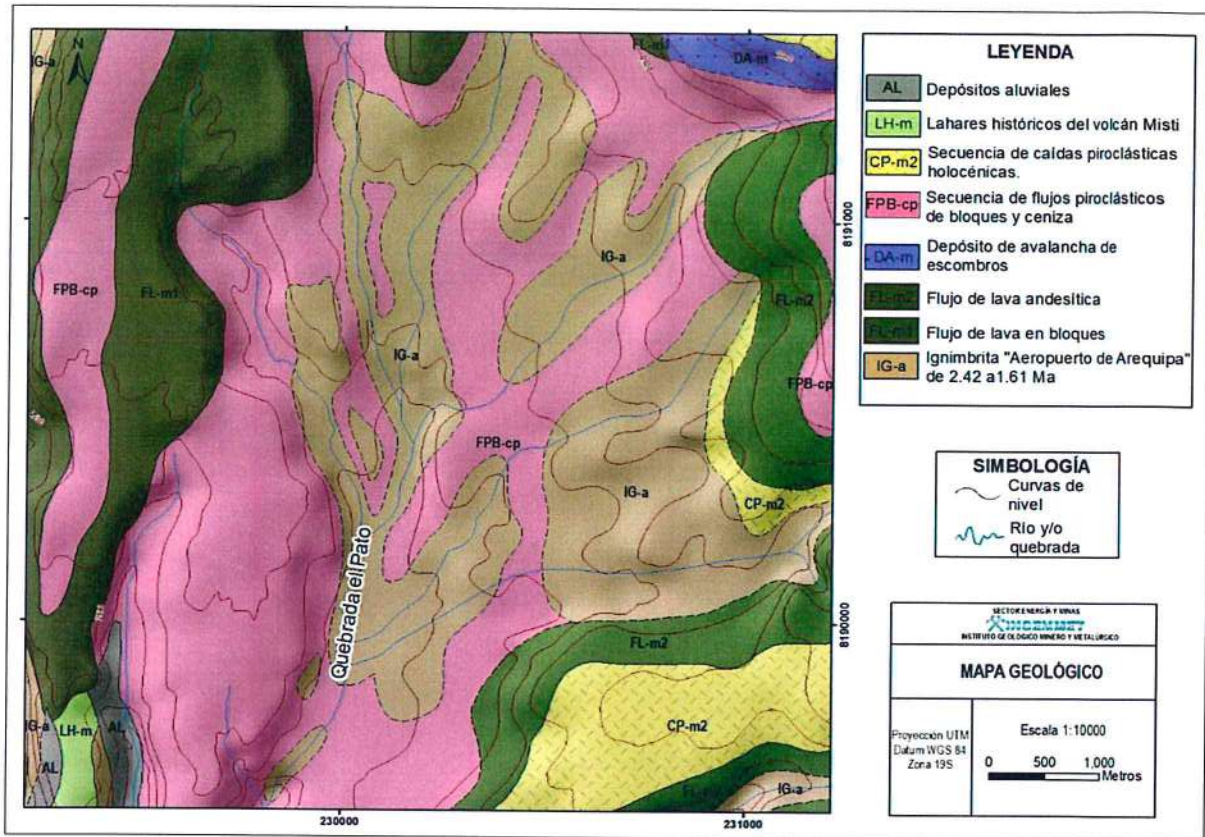 N
IG-a
FL-m1
DA-m
8191000
FPB-cp
FL-m1
IG-a
FL-m2
IG-a
FPB-cp
FPB-cp
IG-a
CP-m2
Quebrada el Pato
8190000
FL-m2
IG-a
LH-m
AL
AL
CP-m2
IG-a
230000
231000
LEYENDA
AL Depósitos aluviales
LH-m Lahares históricos del volcán Misti
CP-m2 Secuencia de caídas piroclásticas
holocénicas.
FPB-cp Secuencia de flujos piroclásticos
de bloques y ceniza
DA-m Depósito de avalancha de
escombros
FL-m2 Flujo de lava andesítica
FL-m1 Flujo de lava en bloques
IG-a Ignimbrita "Aeropuerto de Arequipa"
de 2.42 a1.61 Ma
SIMBOLOGÍA
Curvas de
nivel
Río y/o
quebrada
SECTOR ENERGÍA Y MINAS
INGEMMET
INSTITUTO GEOLÓGICO MINERO Y METALÚRGICO
MAPA GEOLÓGICO
Proyección UTM
Datum WGS 84
Zona 19S
Escala 1:10000
0 500 1,000
Metros